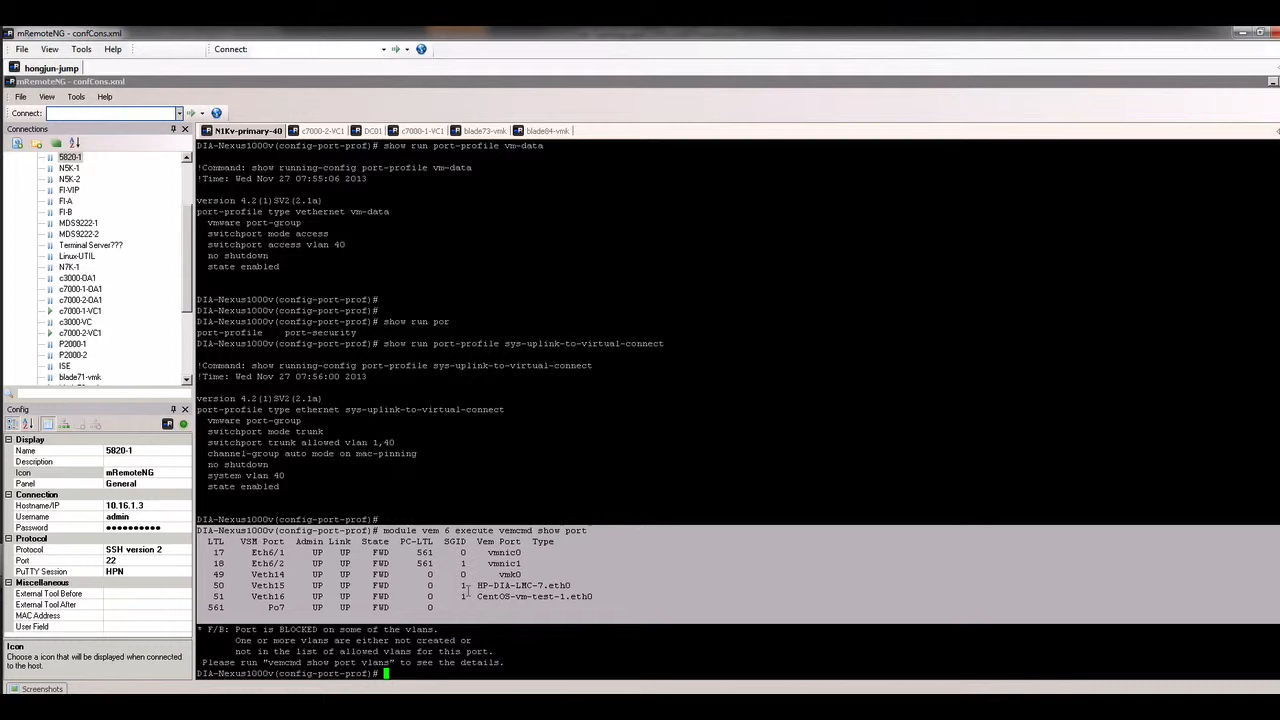 mRemoteNG - confCons.xml
File View Tools Help Connect:
hongjun-jump
mRemoteNG - confCons.xml
File View Tools Help
Connect:
Connections
5820-1
N5K-1
N5K-2
FI-VIP
FI-A
FI-B
MDS9222-1
MDS9222-2
Terminal Server???
Linux-UTIL
N7K-1
c3000-OA1
c7000-1-OA1
c7000-2-OA1
c7000-1-VC1
c3000-VC
c7000-2-VC1
P2000-1
P2000-2
ISE
blade71-vmk
Config
Display
Name 5820-1
Description
Icon mRemoteNG
Panel General
Connection
Hostname/IP 10.16.1.3
Username admin
Password ●●●●●●●●●●
Protocol
Protocol SSH version 2
Port 22
PuTTY Session HPN
Miscellaneous
External Tool Before
External Tool After
MAC Address
User Field
Icon
Choose a icon that will be displayed when connected
to the host.
Screenshots
N1Kv-primary-40 c7000-2-VC1 DC01 c7000-1-VC1 blade73-vmk blade84-vmk
DIA-Nexus1000v(config-port-prof)# show run port-profile vm-data
!Command: show running-config port-profile vm-data
!Time: Wed Nov 27 07:55:06 2013
version 4.2(1)SV2(2.1a)
port-profile type vethernet vm-data
vmware port-group
switchport mode access
switchport access vlan 40
no shutdown
state enabled
DIA-Nexus1000v(config-port-prof)#
DIA-Nexus1000v(config-port-prof)#
DIA-Nexus1000v(config-port-prof)# show run por
port-profile port-security
DIA-Nexus1000v(config-port-prof)# show run port-profile sys-uplink-to-virtual-connect
!Command: show running-config port-profile sys-uplink-to-virtual-connect
!Time: Wed Nov 27 07:56:00 2013
version 4.2(1)SV2(2.1a)
port-profile type ethernet sys-uplink-to-virtual-connect
vmware port-group
switchport mode trunk
switchport trunk allowed vlan 1,40
channel-group auto mode on mac-pinning
no shutdown
system vlan 40
state enabled
DIA-Nexus1000v(config-port-prof)#
DIA-Nexus1000v(config-port-prof)# module vem 6 execute vemcmd show port
LTL VSM Port Admin Link State PC-LTL SGID Vem Port Type
17 Eth6/1 UP UP FWD 561 0 vmnic0
18 Eth6/2 UP UP FWD 561 1 vmnic1
49 Veth14 UP UP FWD 0 0 vmk0
50 Veth15 UP UP FWD 0 1 HP-DIA-LMC-7.eth0
51 Veth16 UP UP FWD 0 1 CentOS-vm-test-1.eth0
561 Po7 UP UP FWD 0
* F/B: Port is BLOCKED on some of the vlans.
One or more vlans are either not created or
not in the list of allowed vlans for this port.
Please run "vemcmd show port vlans" to see the details.
DIA-Nexus1000v(config-port-prof)#